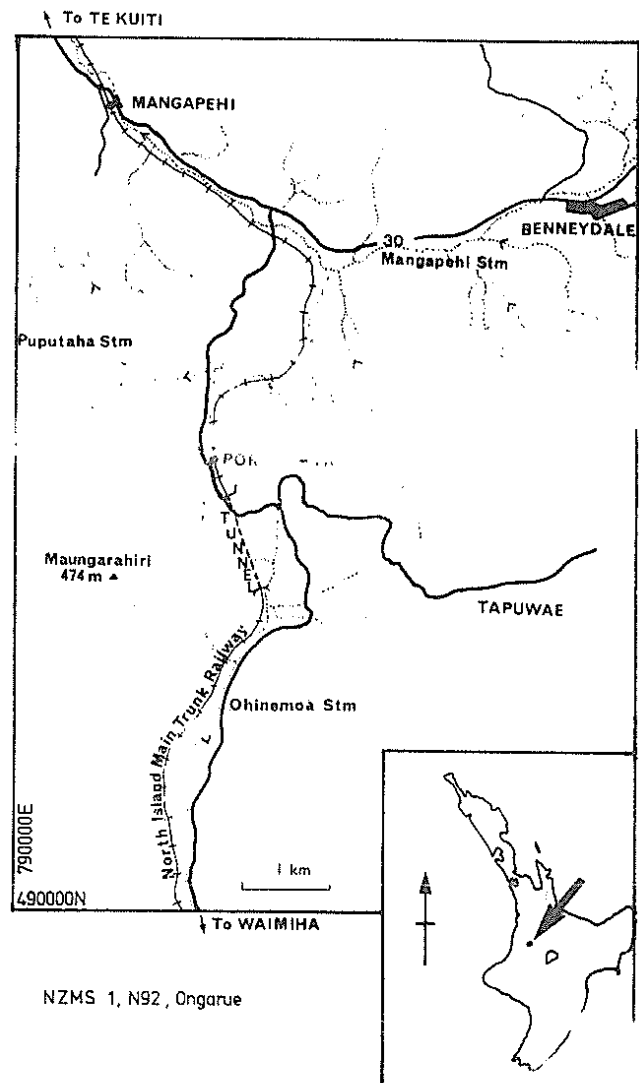 To TE KUITI
MANGAPEHI
BENNEYDALE
30
Mangapehi Stm
Puputaha Stm
TUNNEL
Maungarahiri
474 m
TAPUWAE
North Island Main Trunk Railway
Ohinemoa Stm
1 km
790000E
490000N
To WAIMIHA
NZMS 1, N92, Ongarue